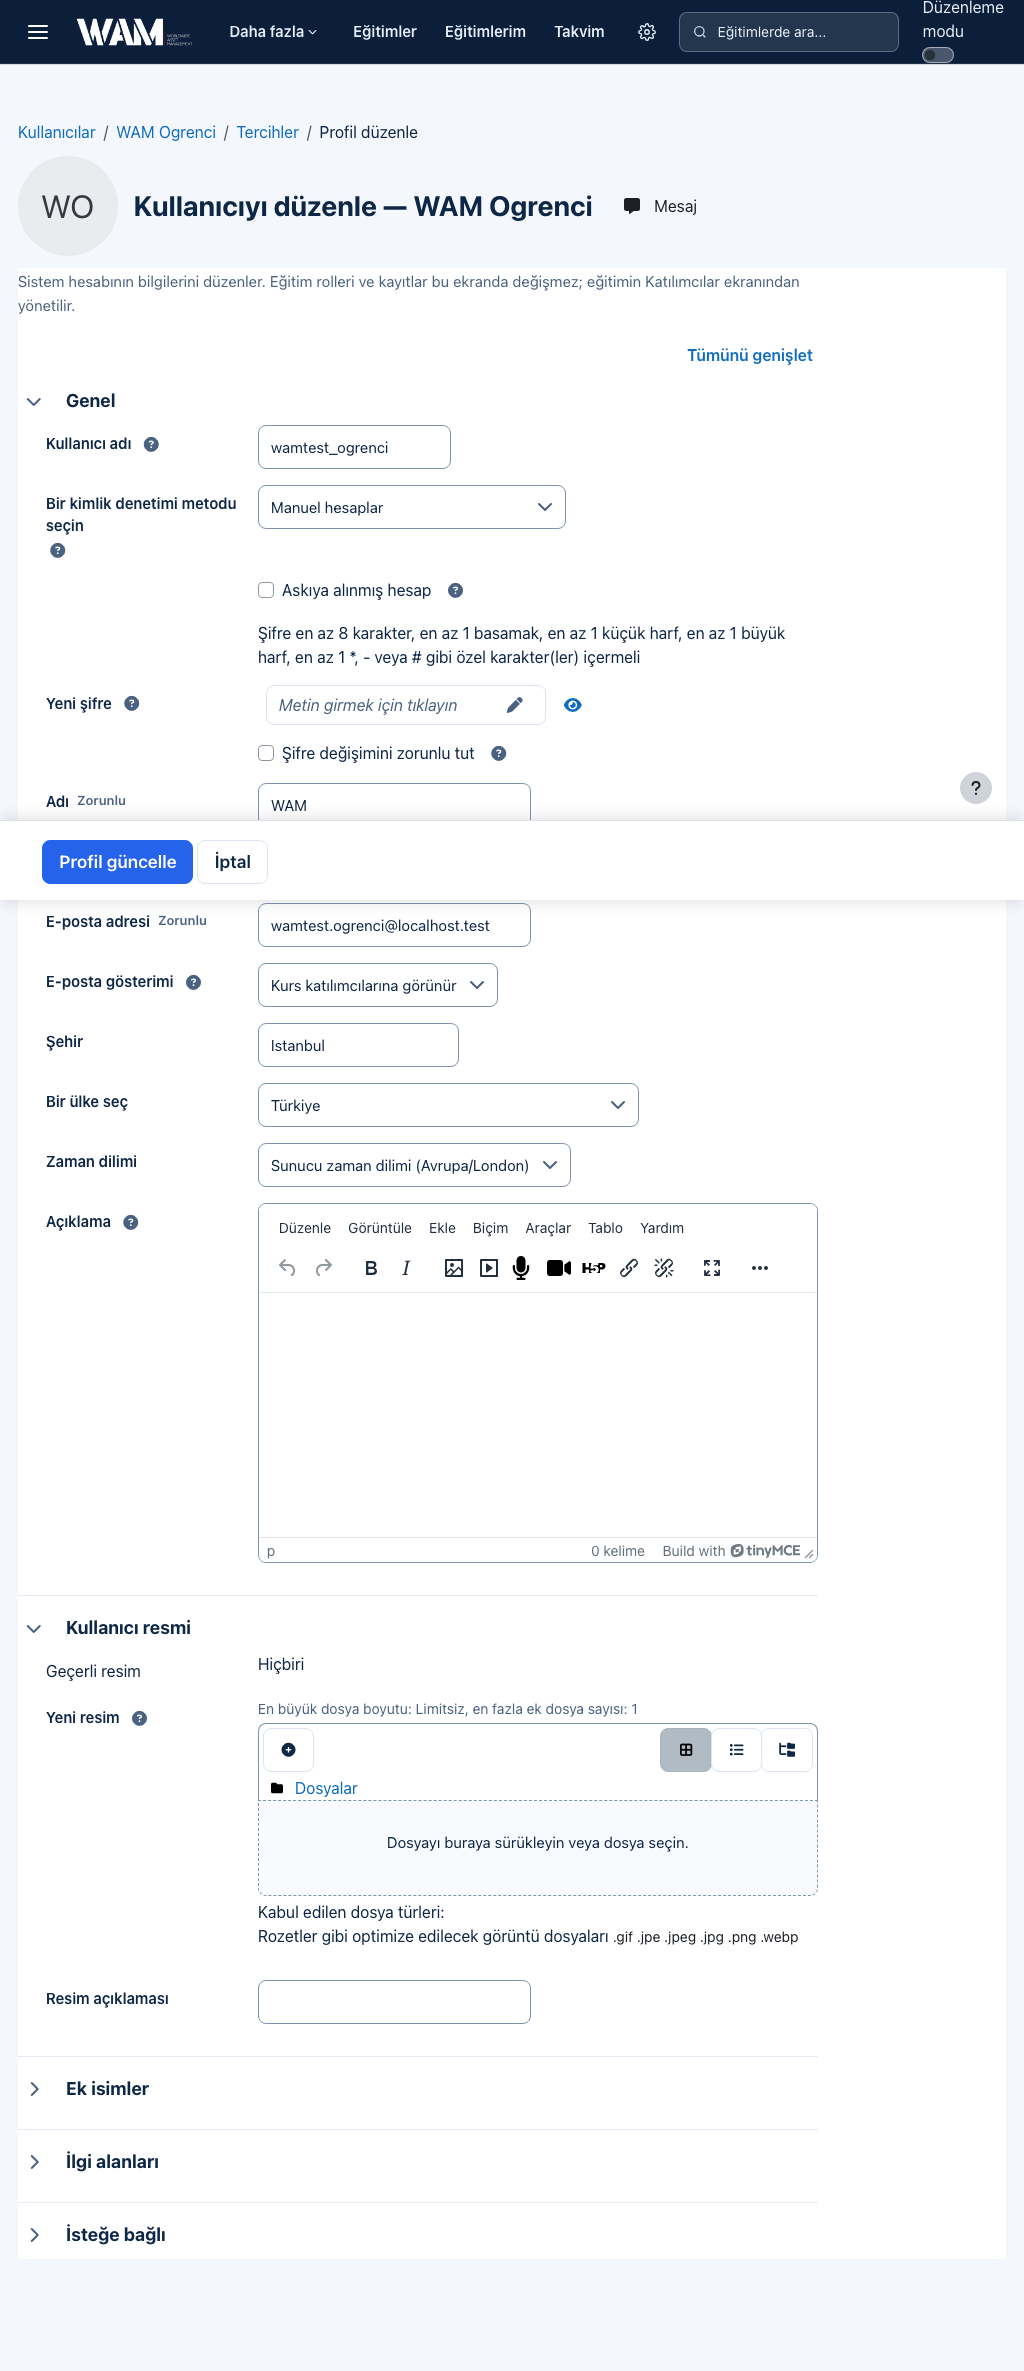 WAM
Daha fazla
Eğitimler
Eğitimlerim
Takvim
Eğitimlerde ara...
Düzenleme
modu
Kullanıcılar / WAM Ogrenci / Tercihler / Profil düzenle
WO
Kullanıcıyı düzenle — WAM Ogrenci
Mesaj
Sistem hesabının bilgilerini düzenler. Eğitim rolleri ve kayıtlar bu ekranda değişmez; eğitimin Katılımcılar ekranından
yönetilir.
Tümünü genişlet
Genel
Kullanıcı adı ?
wamtest_ogrenci
Bir kimlik denetimi metodu
seçin
?
Manuel hesaplar
Askıya alınmış hesap ?
Şifre en az 8 karakter, en az 1 basamak, en az 1 küçük harf, en az 1 büyük
harf, en az 1 *, - veya # gibi özel karakter(ler) içermeli
Yeni şifre ?
Metin girmek için tıklayın
Şifre değişimini zorunlu tut ?
Adı Zorunlu
WAM
?
Profil güncelle
İptal
E-posta adresi Zorunlu
wamtest.ogrenci@localhost.test
E-posta gösterimi ?
Kurs katılımcılarına görünür
Şehir
Istanbul
Bir ülke seç
Türkiye
Zaman dilimi
Sunucu zaman dilimi (Avrupa/London)
Açıklama ?
Düzenle Görüntüle Ekle Biçim Araçlar Tablo Yardım
B I H-P
p
0 kelime
Build with tinyMCE
Kullanıcı resmi
Geçerli resim
Hiçbiri
Yeni resim ?
En büyük dosya boyutu: Limitsiz, en fazla ek dosya sayısı: 1
Dosyalar
Dosyayı buraya sürükleyin veya dosya seçin.
Kabul edilen dosya türleri:
Rozetler gibi optimize edilecek görüntü dosyaları .gif .jpe .jpeg .jpg .png .webp
Resim açıklaması
Ek isimler
İlgi alanları
İsteğe bağlı